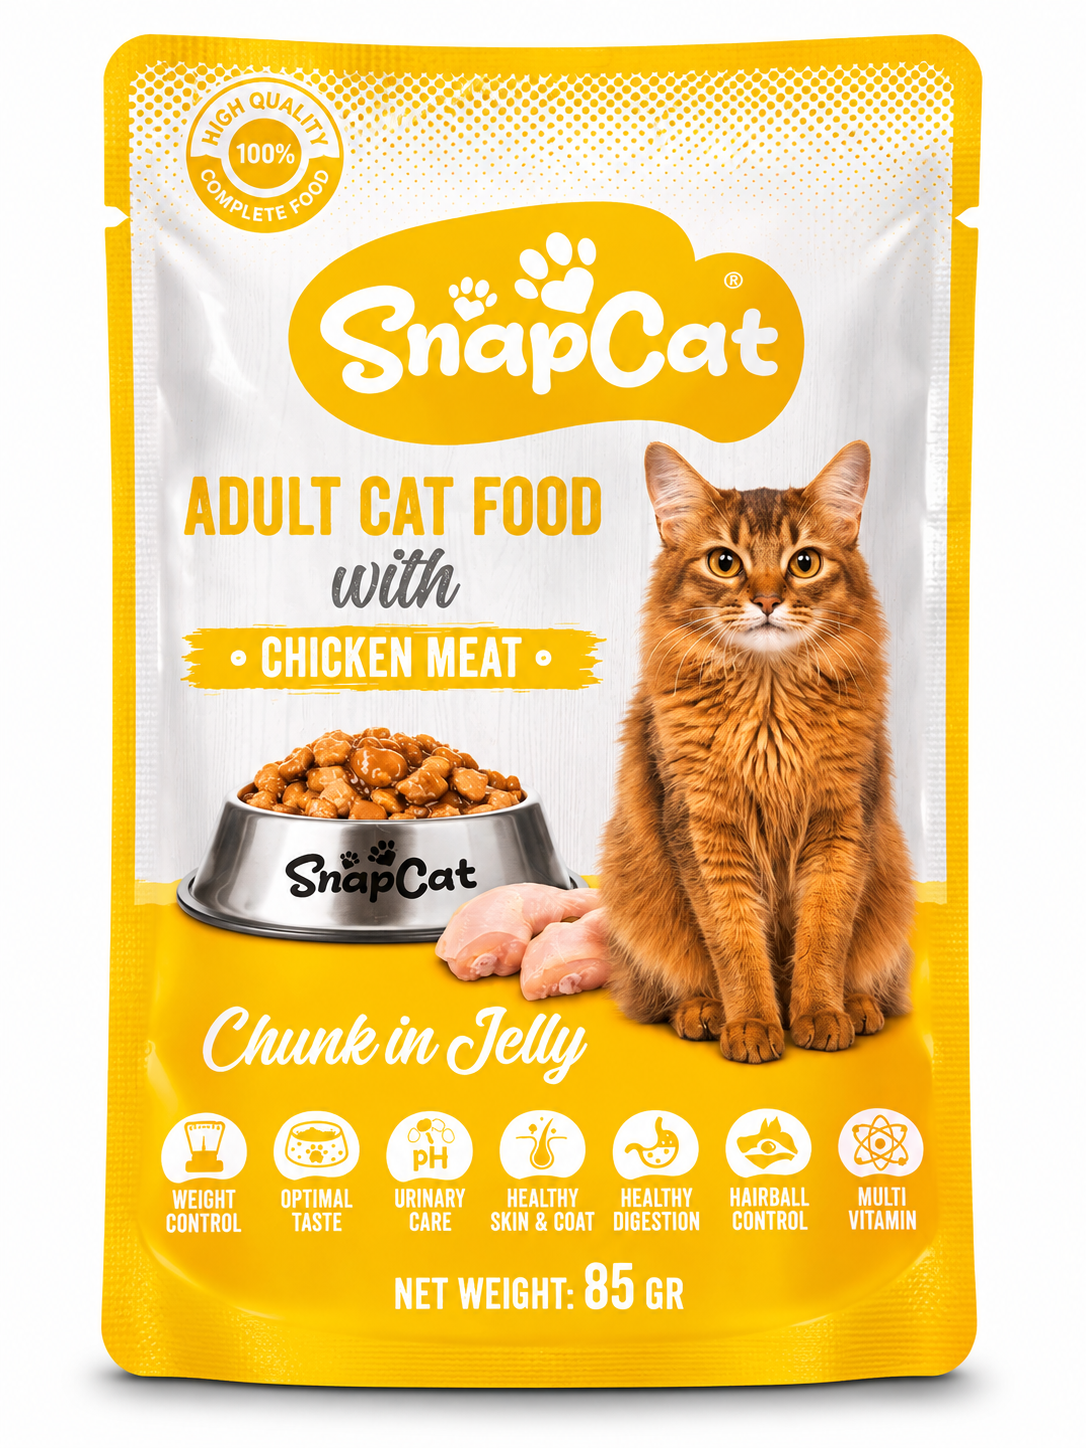 HIGH QUALITY
100%
COMPLETE FOOD
SnapCat ®
ADULT CAT FOOD
with
• CHICKEN MEAT •
SnapCat
Chunk in Jelly
WEIGHT CONTROL
OPTIMAL TASTE
pH
URINARY CARE
HEALTHY SKIN & COAT
HEALTHY DIGESTION
HAIRBALL CONTROL
MULTI VITAMIN
NET WEIGHT: 85 GR